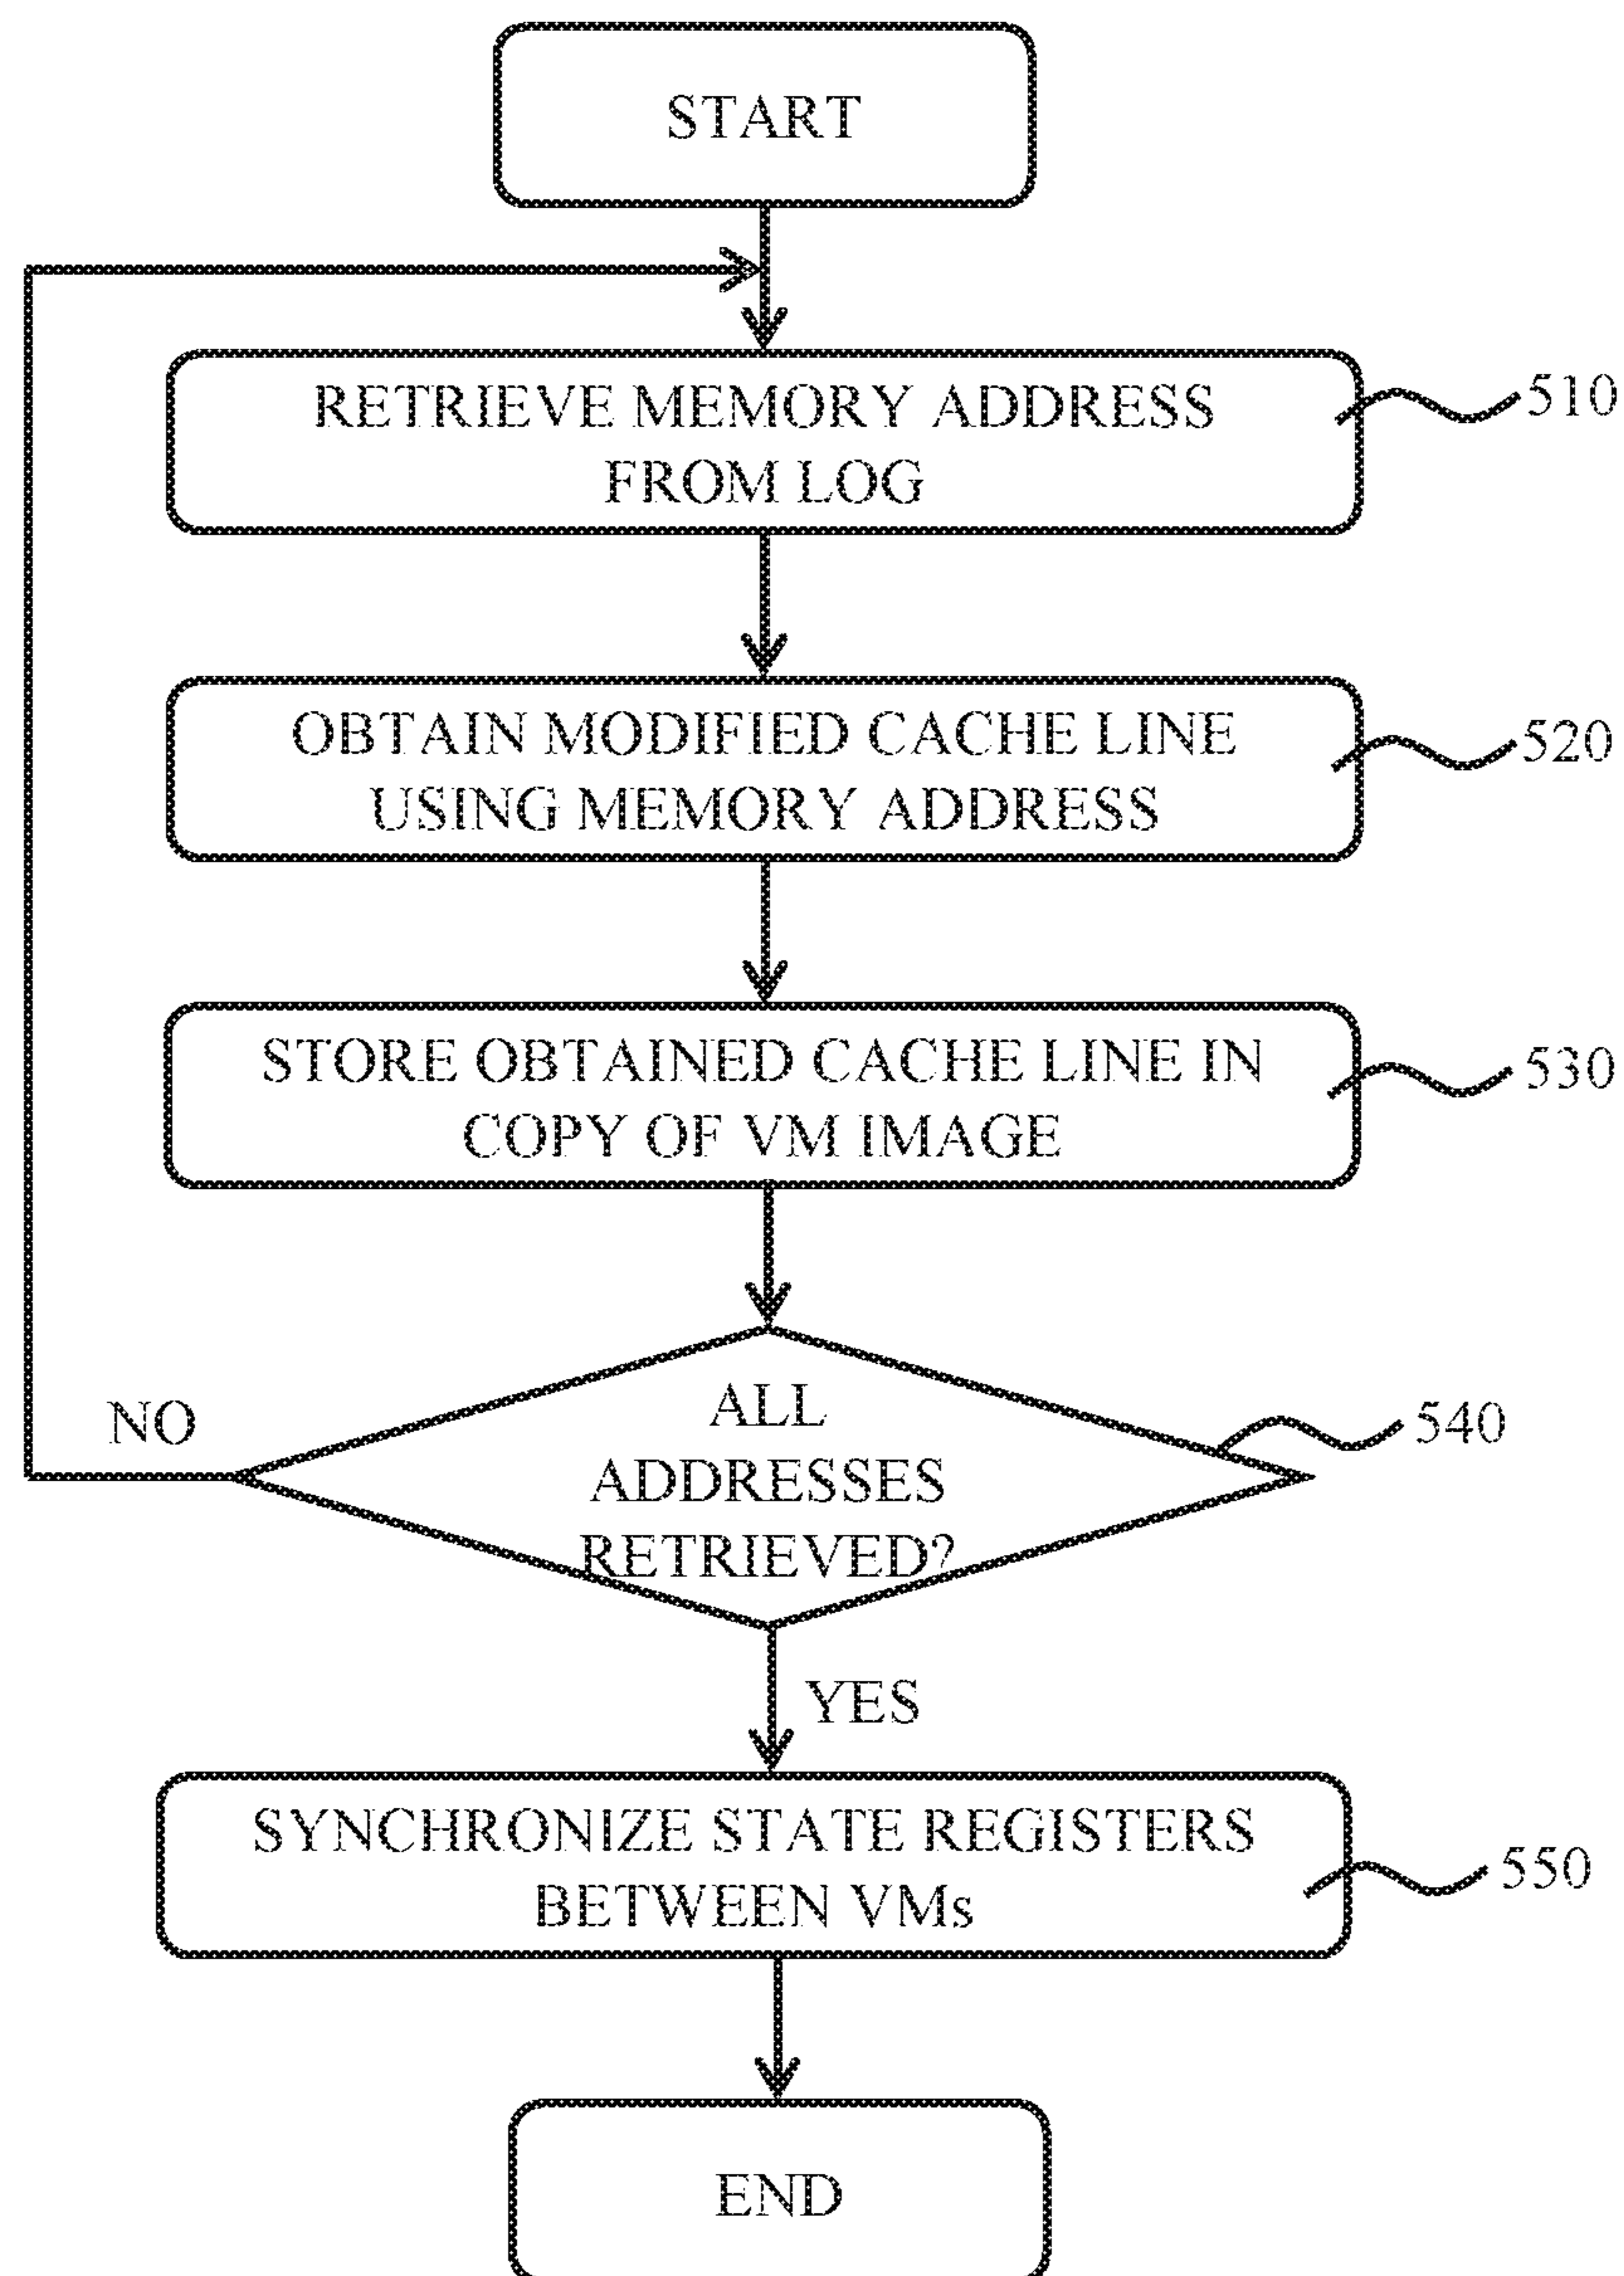 START
RETRIEVE MEMORY ADDRESS
FROM LOG
510
OBTAIN MODIFIED CACHE LINE
USING MEMORY ADDRESS
520
STORE OBTAINED CACHE LINE IN
COPY OF VM IMAGE
530
ALL
ADDRESSES
RETRIEVED?
540
NO
YES
SYNCHRONIZE STATE REGISTERS
BETWEEN VMs
550
END